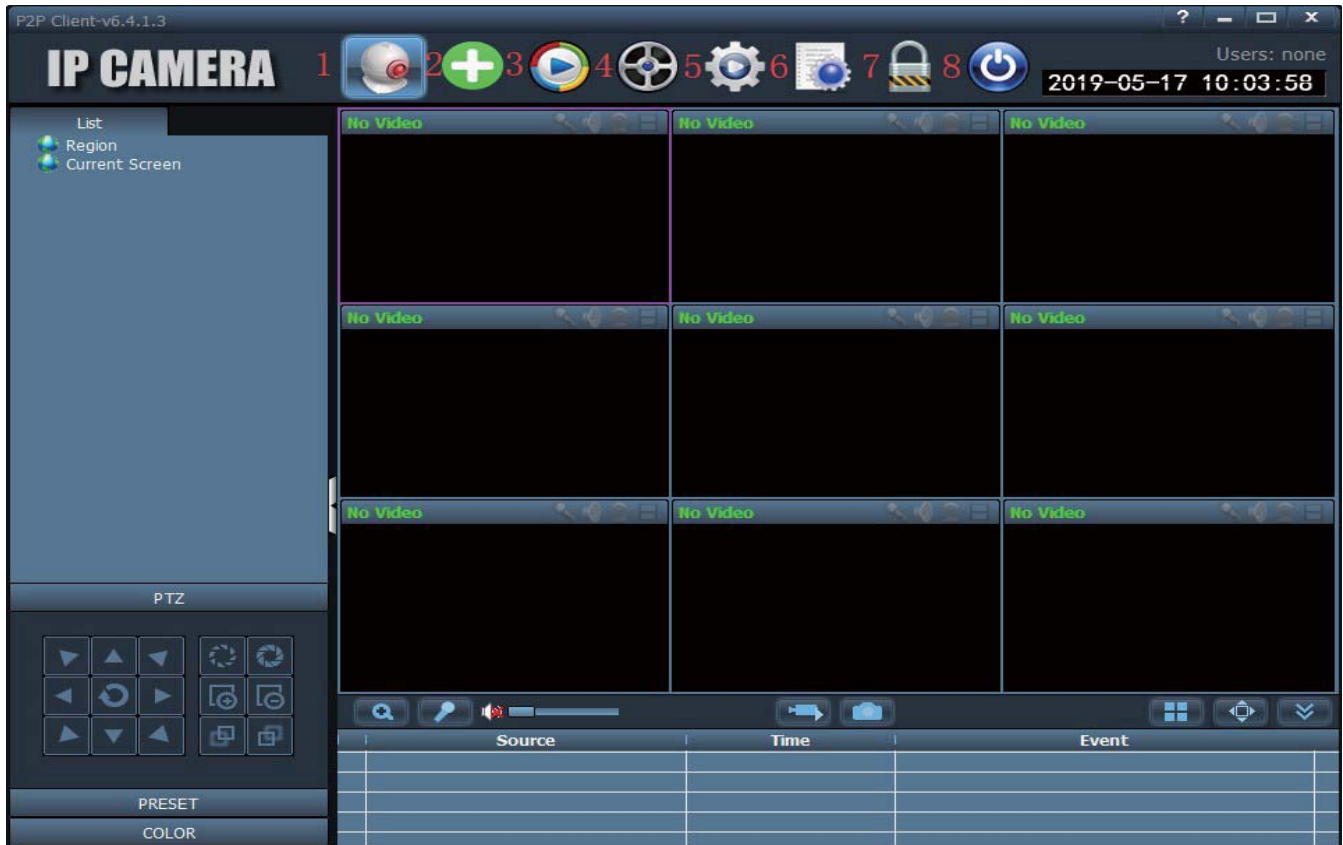 P2P Client-v6.4.1.3
IP CAMERA 1 2 3 4 5 6 7 8
Users: none
2019-05-17 10:03:58
List
Region
Current Screen
No Video No Video No Video
No Video No Video No Video
No Video No Video No Video
PTZ
Source Time Event
PRESET
COLOR